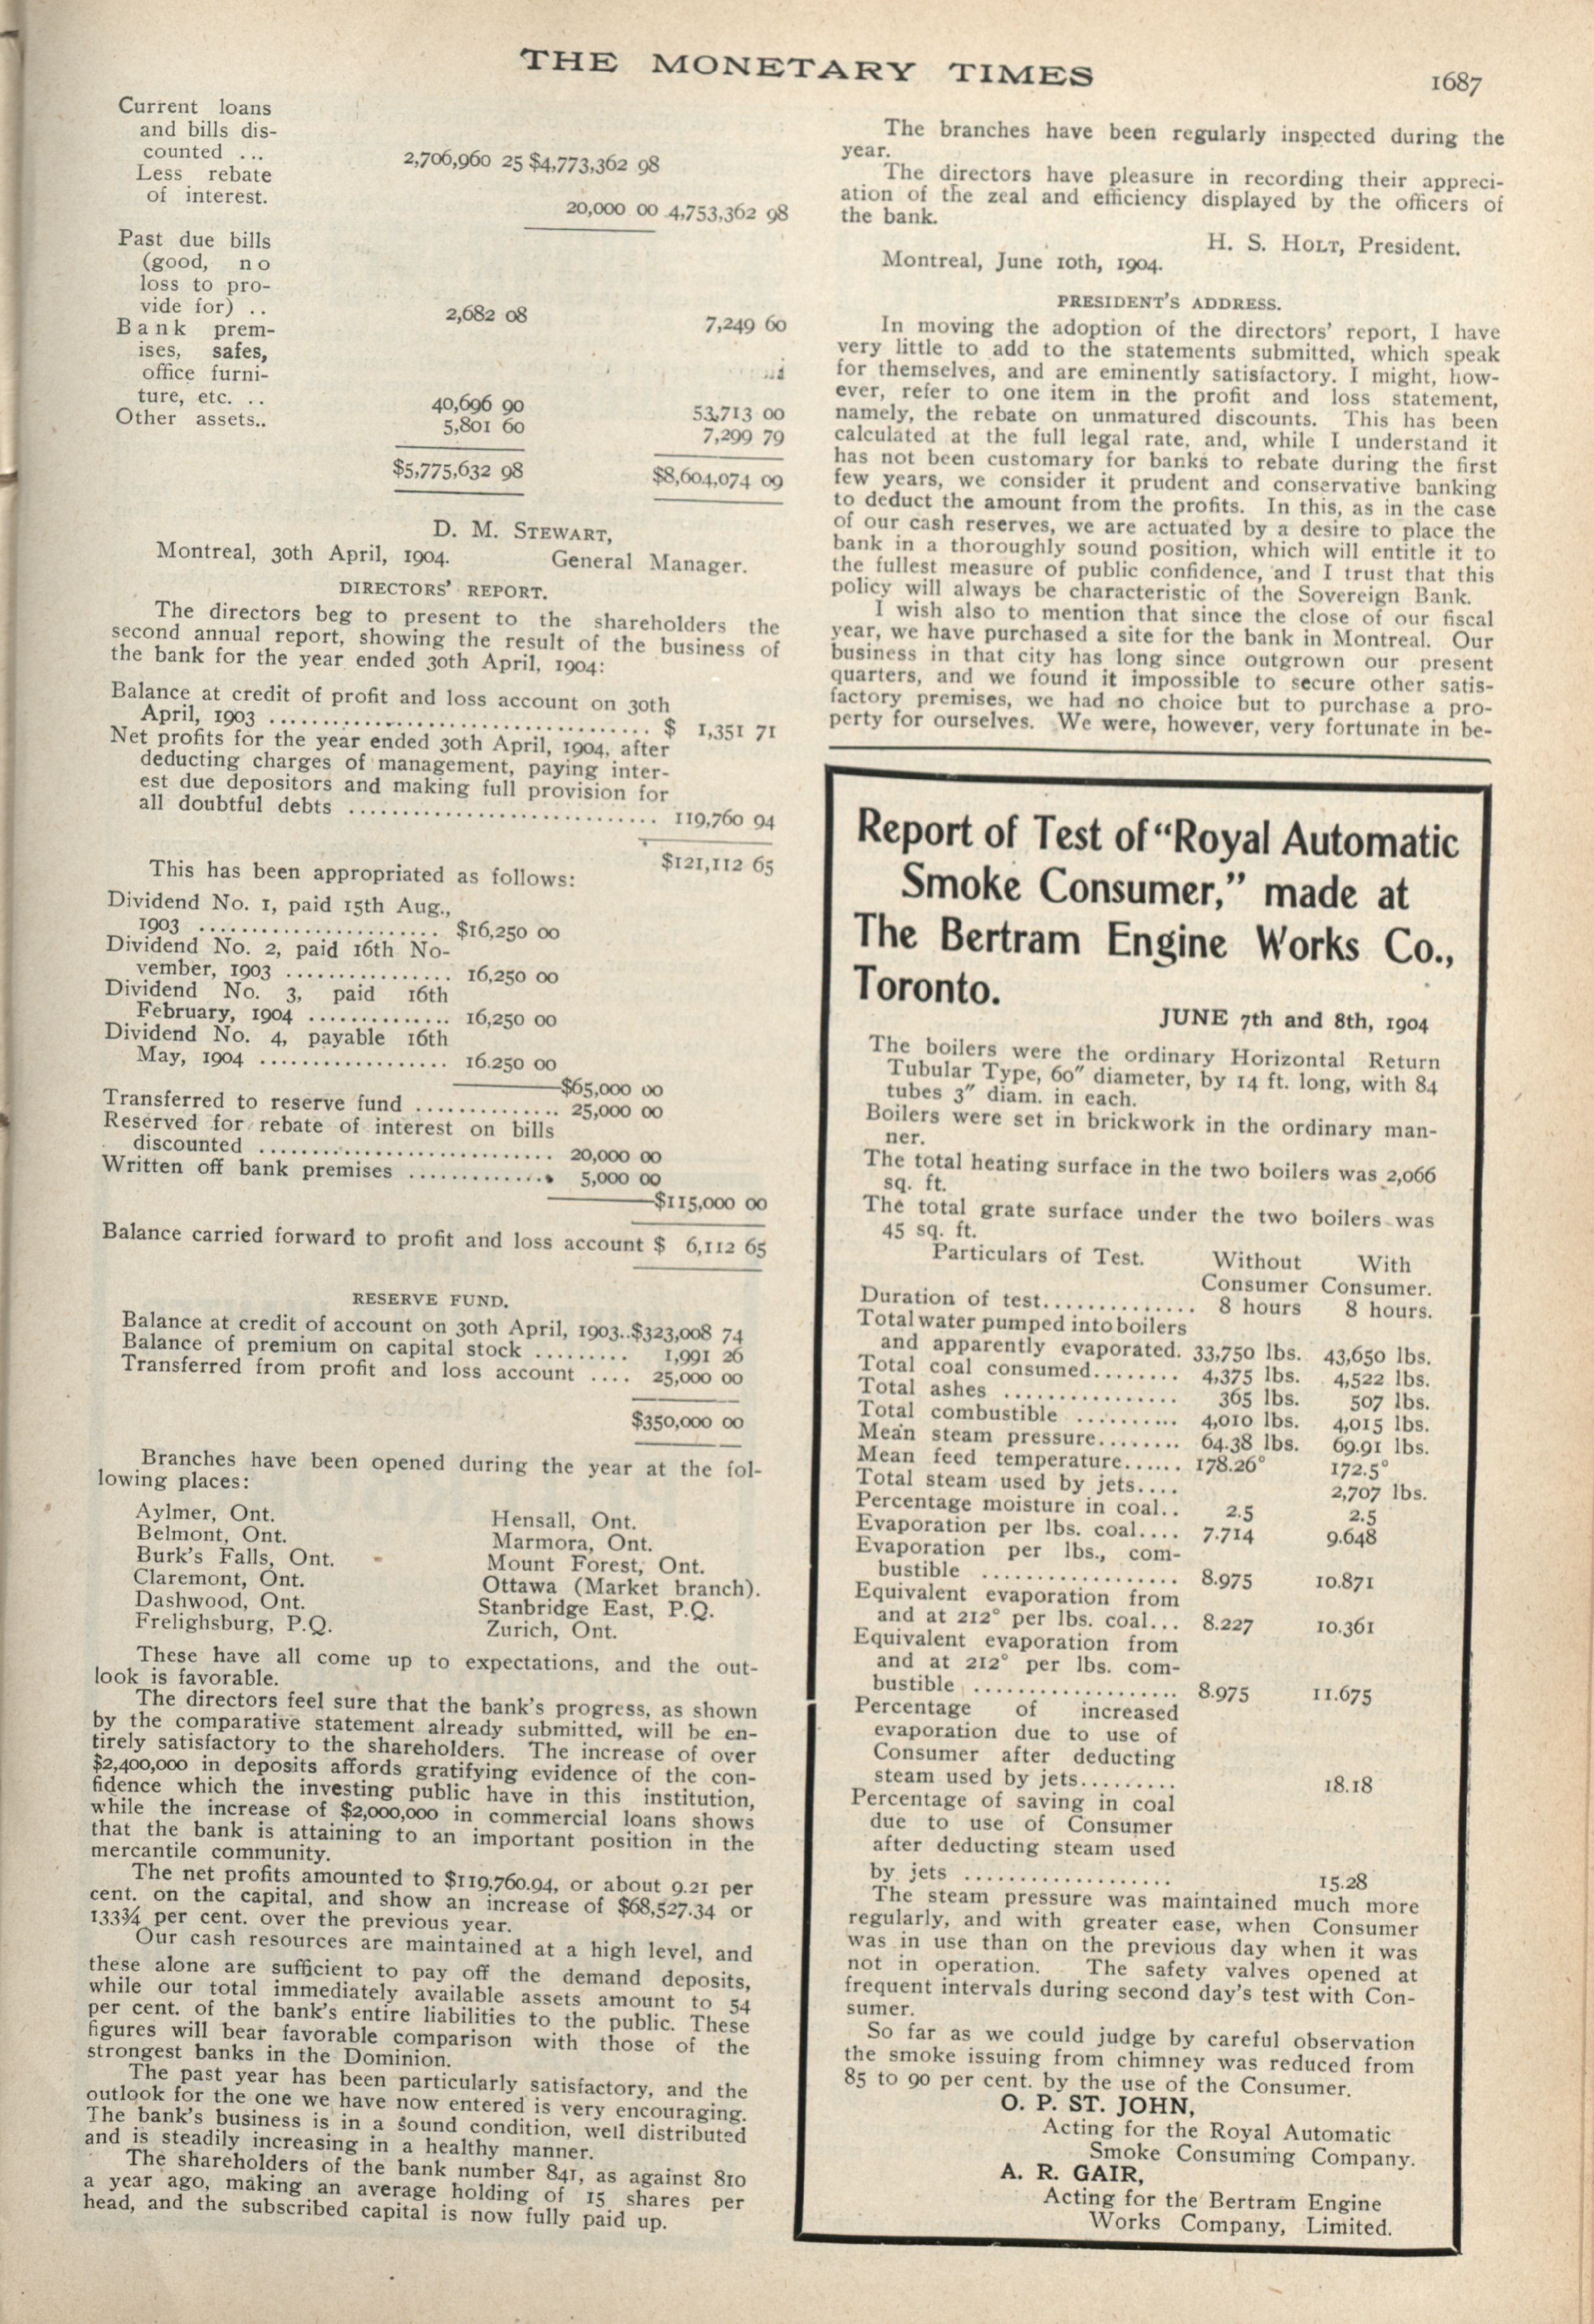 THE MONETARY TIMES
1687
Current loans
and bills dis-
counted ... 2,706,960 25 $4,773,362 98
Less rebate
of interest. 20,000 00 4,753,362 98
Past due bills
(good, no
loss to pro-
vide for) .. 2,682 08 7,249 60
Bank prem-
ises, safes,
office furni-
ture, etc. .. 40,696 90 53,713 00
Other assets.. 5,801 60 7,299 79
$5,775,632 98 $8,604,074 09
D. M. STEWART,
Montreal, 30th April, 1904. General Manager.
DIRECTORS' REPORT.
The directors beg to present to the shareholders the
second annual report, showing the result of the business of
the bank for the year ended 30th April, 1904:
Balance at credit of profit and loss account on 30th
April, 1903 .................................... $ 1,351 71
Net profits for the year ended 30th April, 1904, after
deducting charges of management, paying inter-
est due depositors and making full provision for
all doubtful debts ............................. 119,760 94
$121,112 65
This has been appropriated as follows:
Dividend No. 1, paid 15th Aug.,
1903 ....................... $16,250 00
Dividend No. 2, paid 16th No-
vember, 1903 ................ 16,250 00
Dividend No. 3, paid 16th
February, 1904 .............. 16,250 00
Dividend No. 4, payable 16th
May, 1904 .................. 16.250 00
$65,000 00
Transferred to reserve fund .............. 25,000 00
Reserved for rebate of interest on bills
discounted ............................ 20,000 00
Written off bank premises .............. 5,000 00
$115,000 00
Balance carried forward to profit and loss account $ 6,112 65
RESERVE FUND.
Balance at credit of account on 30th April, 1903..$323,008 74
Balance of premium on capital stock ......... 1,991 26
Transferred from profit and loss account .... 25,000 00
$350,000 00
Branches have been opened during the year at the fol-
lowing places:
Aylmer, Ont. Hensall, Ont.
Belmont, Ont. Marmora, Ont.
Burk's Falls, Ont. Mount Forest, Ont.
Claremont, Ont. Ottawa (Market branch).
Dashwood, Ont. Stanbridge East, P.Q.
Frelighsburg, P.Q. Zurich, Ont.
These have all come up to expectations, and the out-
look is favorable.
The directors feel sure that the bank's progress, as shown
by the comparative statement already submitted, will be en-
tirely satisfactory to the shareholders. The increase of over
$2,400,000 in deposits affords gratifying evidence of the con-
fidence which the investing public have in this institution,
while the increase of $2,000,000 in commercial loans shows
that the bank is attaining to an important position in the
mercantile community.
The net profits amounted to $119,760.94, or about 9.21 per
cent. on the capital, and show an increase of $68,527.34 or
133¾ per cent. over the previous year.
Our cash resources are maintained at a high level, and
these alone are sufficient to pay off the demand deposits,
while our total immediately available assets amount to 54
per cent. of the bank's entire liabilities to the public. These
figures will bear favorable comparison with those of the
strongest banks in the Dominion.
The past year has been particularly satisfactory, and the
outlook for the one we have now entered is very encouraging.
The bank's business is in a sound condition, well distributed
and is steadily increasing in a healthy manner.
The shareholders of the bank number 841, as against 810
a year ago, making an average holding of 15 shares per
head, and the subscribed capital is now fully paid up.
The branches have been regularly inspected during the
year.
The directors have pleasure in recording their appreci-
ation of the zeal and efficiency displayed by the officers of
the bank.
H. S. HOLT, President.
Montreal, June 10th, 1904.
PRESIDENT'S ADDRESS.
In moving the adoption of the directors' report, I have
very little to add to the statements submitted, which speak
for themselves, and are eminently satisfactory. I might, how-
ever, refer to one item in the profit and loss statement,
namely, the rebate on unmatured discounts. This has been
calculated at the full legal rate, and, while I understand it
has not been customary for banks to rebate during the first
few years, we consider it prudent and conservative banking
to deduct the amount from the profits. In this, as in the case
of our cash reserves, we are actuated by a desire to place the
bank in a thoroughly sound position, which will entitle it to
the fullest measure of public confidence, and I trust that this
policy will always be characteristic of the Sovereign Bank.
I wish also to mention that since the close of our fiscal
year, we have purchased a site for the bank in Montreal. Our
business in that city has long since outgrown our present
quarters, and we found it impossible to secure other satis-
factory premises, we had no choice but to purchase a pro-
perty for ourselves. We were, however, very fortunate in be-
Report of Test of "Royal Automatic
Smoke Consumer," made at
The Bertram Engine Works Co.,
Toronto.
JUNE 7th and 8th, 1904
The boilers were the ordinary Horizontal Return
Tubular Type, 60" diameter, by 14 ft. long, with 84
tubes 3" diam. in each.
Boilers were set in brickwork in the ordinary man-
ner.
The total heating surface in the two boilers was 2,066
sq. ft.
The total grate surface under the two boilers was
45 sq. ft.
Particulars of Test. Without With
Consumer Consumer.
Duration of test.............. 8 hours 8 hours.
Total water pumped into boilers
and apparently evaporated. 33,750 lbs. 43,650 lbs.
Total coal consumed........ 4,375 lbs. 4,522 lbs.
Total ashes ................ 365 lbs. 507 lbs.
Total combustible .......... 4,010 lbs. 4,015 lbs.
Mean steam pressure........ 64.38 lbs. 69.91 lbs.
Mean feed temperature...... 178.26° 172.5°
Total steam used by jets.... 2,707 lbs.
Percentage moisture in coal.. 2.5 2.5
Evaporation per lbs. coal.... 7.714 9.648
Evaporation per lbs., com-
bustible .................. 8.975 10.871
Equivalent evaporation from
and at 212° per lbs. coal... 8.227 10.361
Equivalent evaporation from
and at 212° per lbs. com-
bustible ................... 8.975 11.675
Percentage of increased
evaporation due to use of
Consumer after deducting
steam used by jets......... 18.18
Percentage of saving in coal
due to use of Consumer
after deducting steam used
by jets ................... 15.28
The steam pressure was maintained much more
regularly, and with greater ease, when Consumer
was in use than on the previous day when it was
not in operation. The safety valves opened at
frequent intervals during second day's test with Con-
sumer.
So far as we could judge by careful observation
the smoke issuing from chimney was reduced from
85 to 90 per cent. by the use of the Consumer.
O. P. ST. JOHN,
Acting for the Royal Automatic
Smoke Consuming Company.
A. R. GAIR,
Acting for the Bertram Engine
Works Company, Limited.